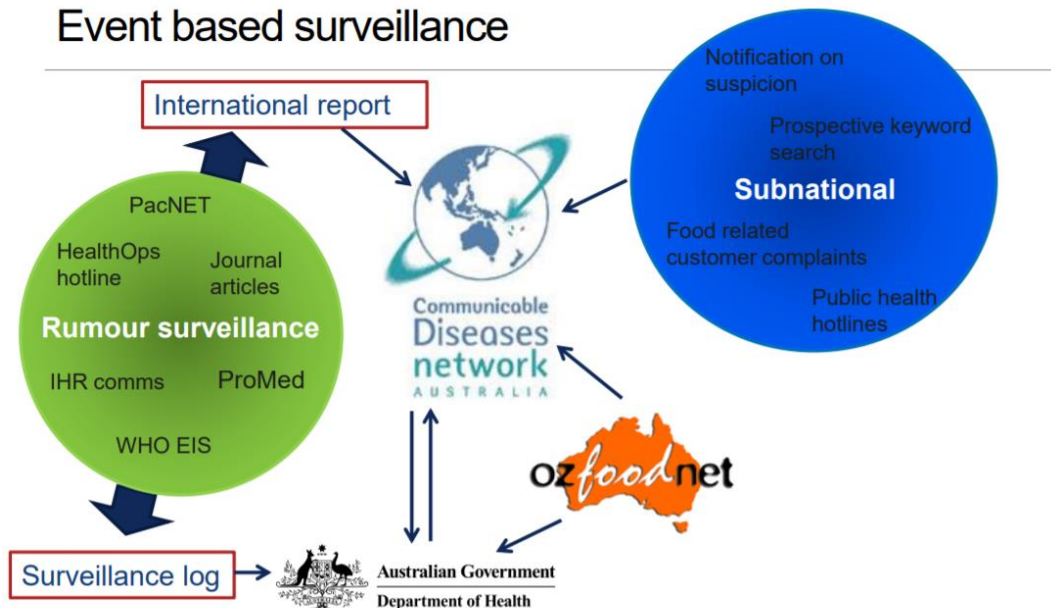 Event based surveillance
International report
Notification on
suspicion
Prospective keyword
search
Subnational
Food related
customer complaints
Public health
hotlines
PacNET
HealthOps
hotline
Journal
articles
Rumour surveillance
IHR comms
ProMed
WHO EIS
Communicable
Diseases
network
AUSTRALIA
ozfoodnet
Surveillance log
Australian Government
Department of Health